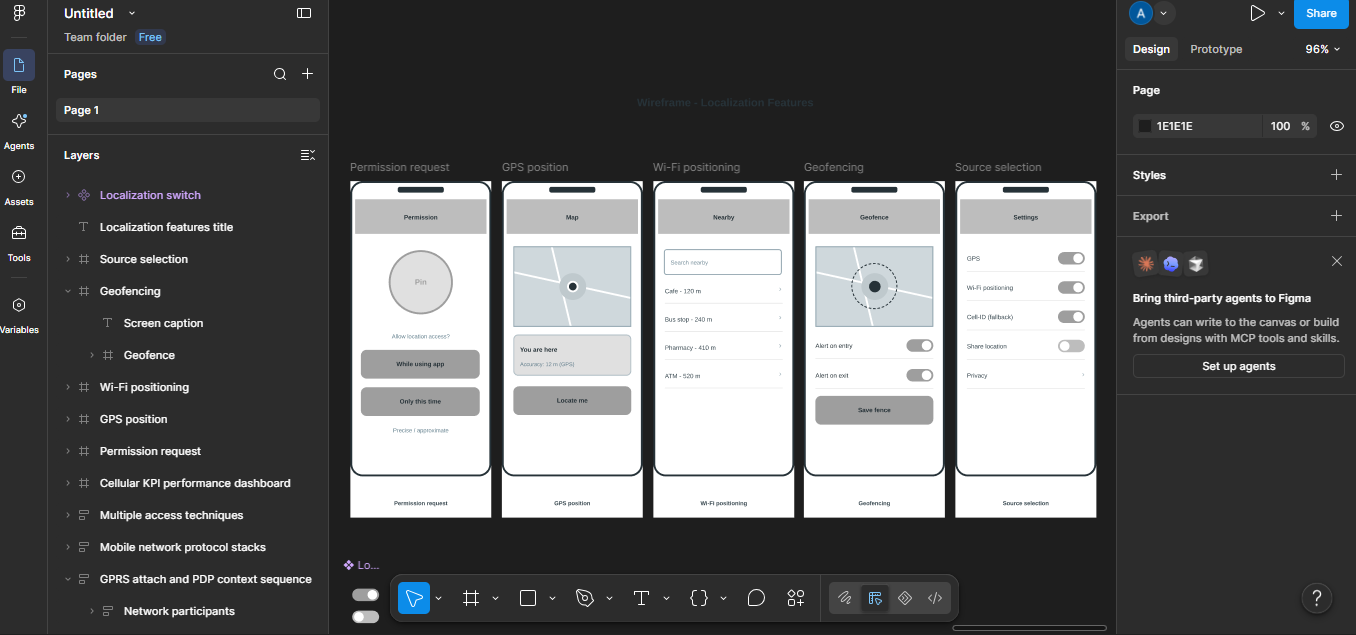 Untitled
Team folder Free
File
Agents
Assets
Tools
Variables
Pages
Page 1
Layers
Localization switch
Localization features title
Source selection
Geofencing
Screen caption
Geofence
Wi-Fi positioning
GPS position
Permission request
Cellular KPI performance dashboard
Multiple access techniques
Mobile network protocol stacks
GPRS attach and PDP context sequence
Network participants
Wireframe - Localization Features
Permission request
Permission
Pin
Allow location access?
While using app
Only this time
Precise / approximate
Permission request
GPS position
Map
You are here
Accuracy: 12 m (GPS)
Locate me
GPS position
Wi-Fi positioning
Nearby
Search nearby
Cafe - 120 m
Bus stop - 240 m
Pharmacy - 410 m
ATM - 520 m
Wi-Fi positioning
Geofencing
Geofence
Alert on entry
Alert on exit
Save fence
Geofencing
Source selection
Settings
GPS
Wi-Fi positioning
Cell-ID (fallback)
Share location
Privacy
Source selection
Lo...
A
Share
Design Prototype 96%
Page
1E1E1E 100 %
Styles
Export
Bring third-party agents to Figma
Agents can write to the canvas or build
from designs with MCP tools and skills.
Set up agents
?